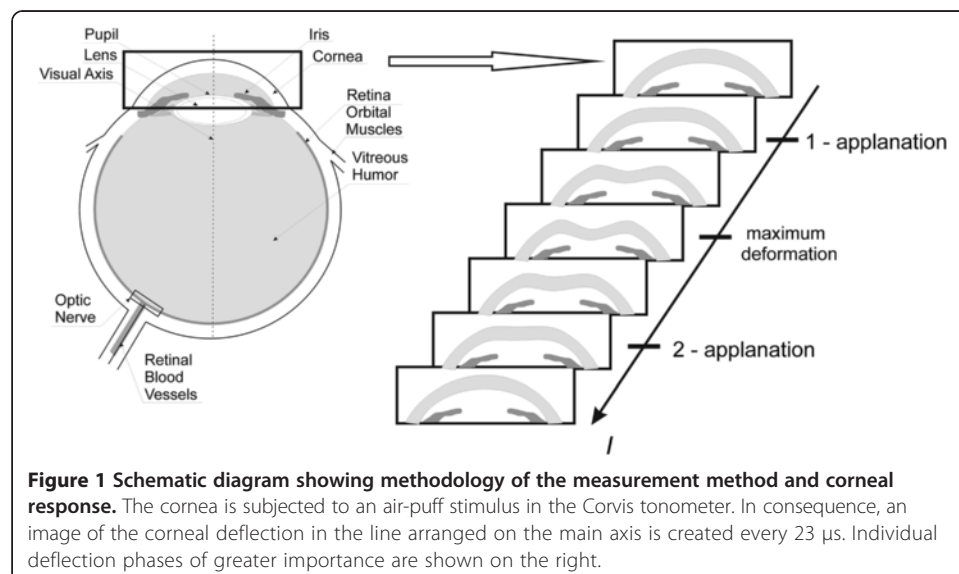 Pupil
Lens
Visual Axis
Iris
Cornea
Retina
Orbital
Muscles
Vitreous
Humor
Optic
Nerve
Retinal
Blood
Vessels
1 - applanation
maximum
deformation
2 - applanation
I
Figure 1 Schematic diagram showing methodology of the measurement method and corneal
response. The cornea is subjected to an air-puff stimulus in the Corvis tonometer. In consequence, an
image of the corneal deflection in the line arranged on the main axis is created every 23 μs. Individual
deflection phases of greater importance are shown on the right.